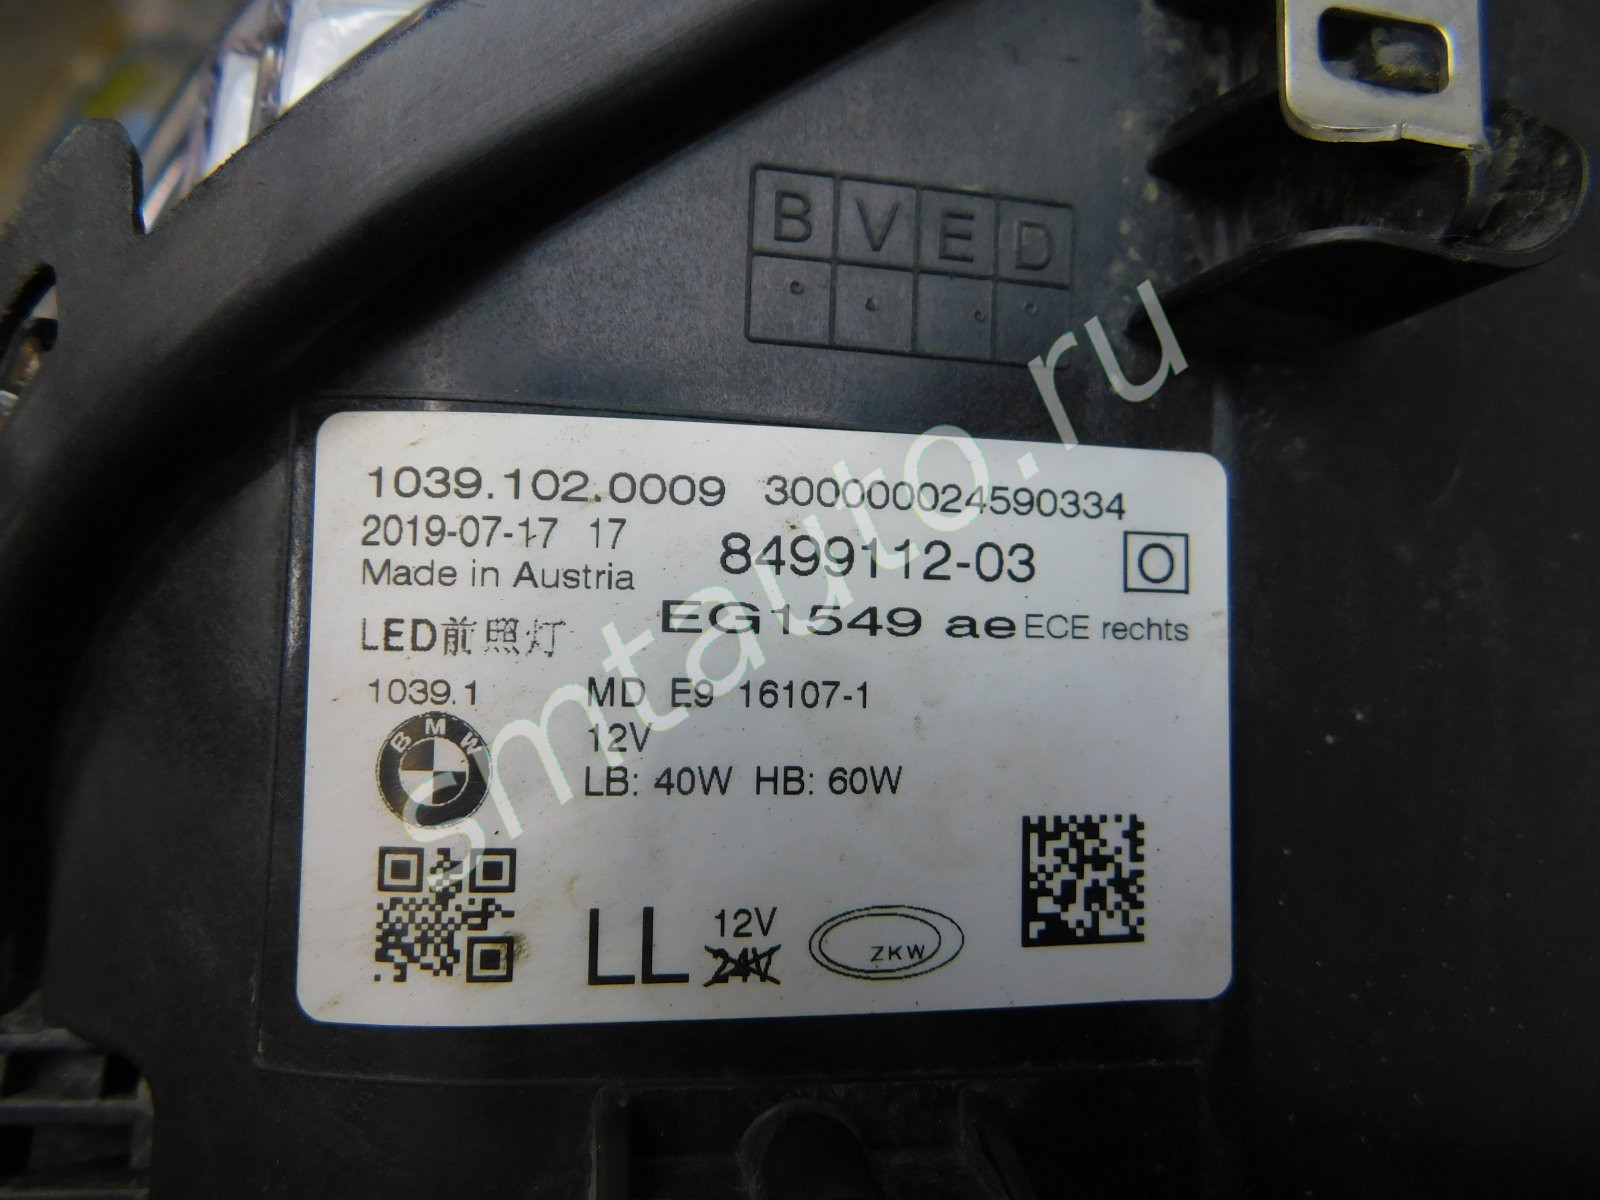 B V E D
1039.102.0009 300000024590334
2019-07-17 17
8499112-03 O
Made in Austria
EG1549 ae ECE rechts
LED前照灯
1039.1 MD E9 16107-1
BMW
12V
LB: 40W HB: 60W
LL 12V
24V
ZKW
smtauto.ru